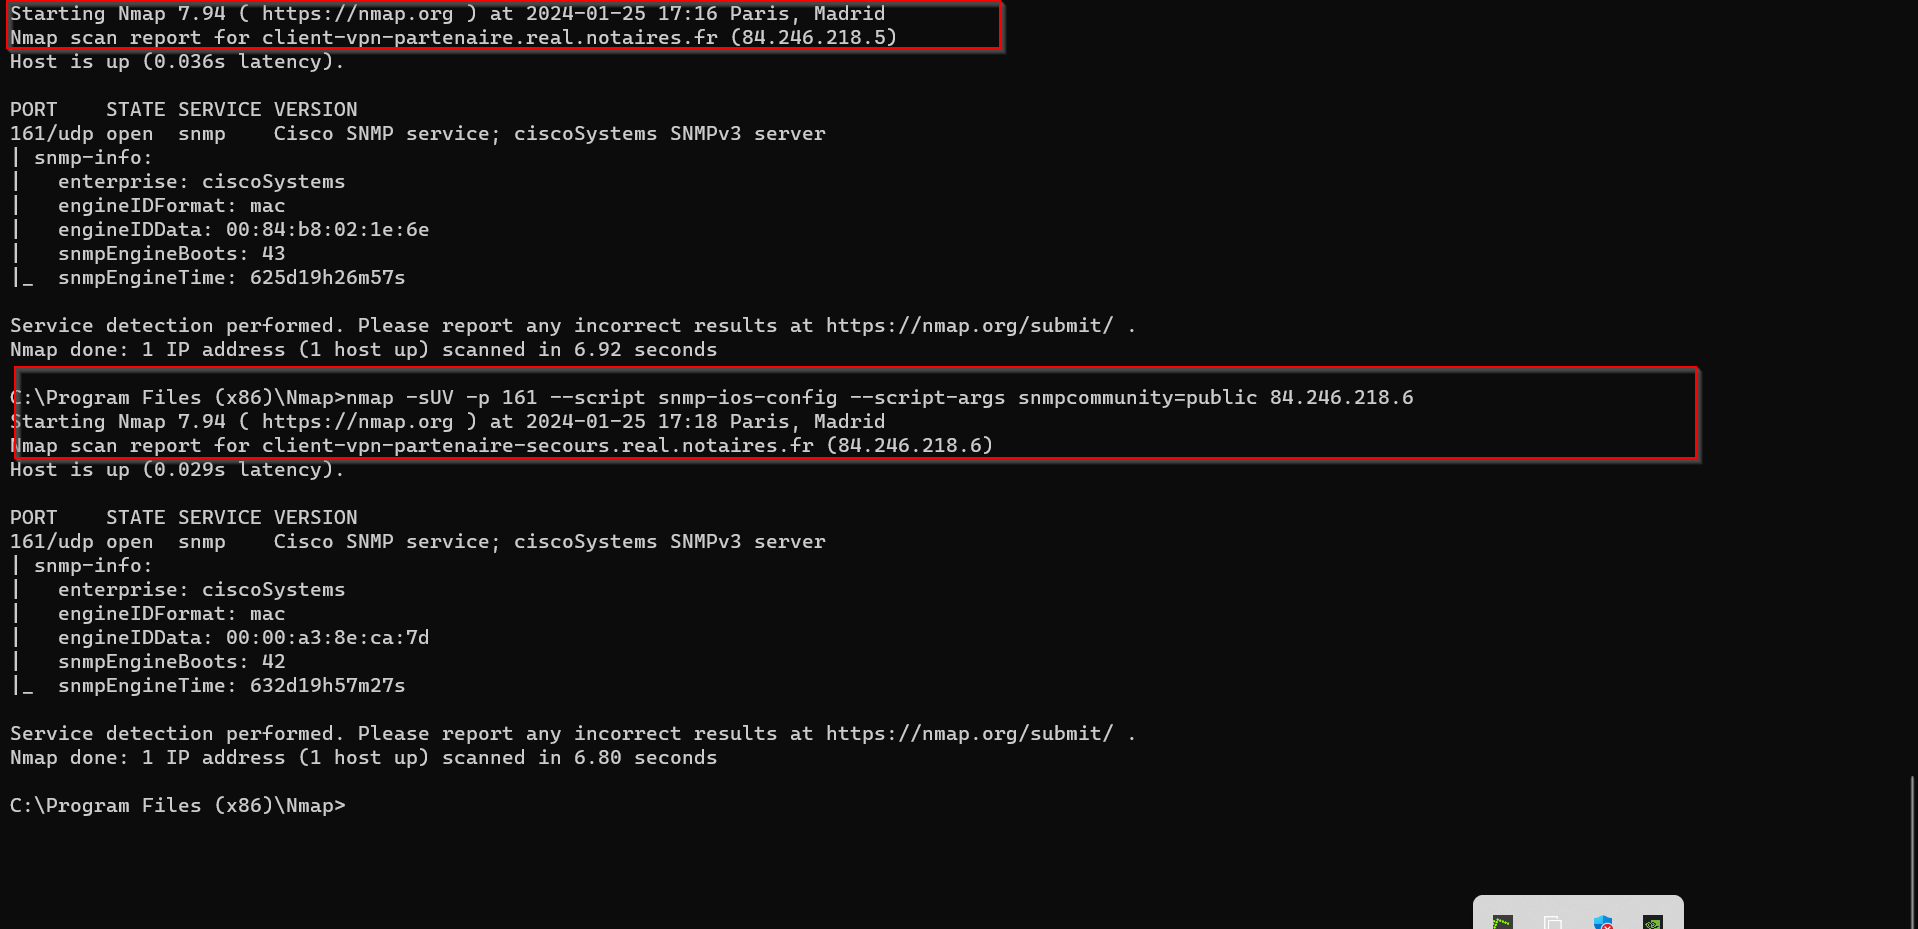 Starting Nmap 7.94 ( https://nmap.org ) at 2024-01-25 17:16 Paris, Madrid
Nmap scan report for client-vpn-partenaire.real.notaires.fr (84.246.218.5)
Host is up (0.036s latency).
PORT    STATE SERVICE VERSION
161/udp open  snmp    Cisco SNMP service; ciscoSystems SNMPv3 server
| snmp-info:
|   enterprise: ciscoSystems
|   engineIDFormat: mac
|   engineIDData: 00:84:b8:02:1e:6e
|   snmpEngineBoots: 43
|_  snmpEngineTime: 625d19h26m57s
Service detection performed. Please report any incorrect results at https://nmap.org/submit/ .
Nmap done: 1 IP address (1 host up) scanned in 6.92 seconds
C:\Program Files (x86)\Nmap>nmap -sUV -p 161 --script snmp-ios-config --script-args snmpcommunity=public 84.246.218.6
Starting Nmap 7.94 ( https://nmap.org ) at 2024-01-25 17:18 Paris, Madrid
Nmap scan report for client-vpn-partenaire-secours.real.notaires.fr (84.246.218.6)
Host is up (0.029s latency).
PORT    STATE SERVICE VERSION
161/udp open  snmp    Cisco SNMP service; ciscoSystems SNMPv3 server
| snmp-info:
|   enterprise: ciscoSystems
|   engineIDFormat: mac
|   engineIDData: 00:00:a3:8e:ca:7d
|   snmpEngineBoots: 42
|_  snmpEngineTime: 632d19h57m27s
Service detection performed. Please report any incorrect results at https://nmap.org/submit/ .
Nmap done: 1 IP address (1 host up) scanned in 6.80 seconds
C:\Program Files (x86)\Nmap>